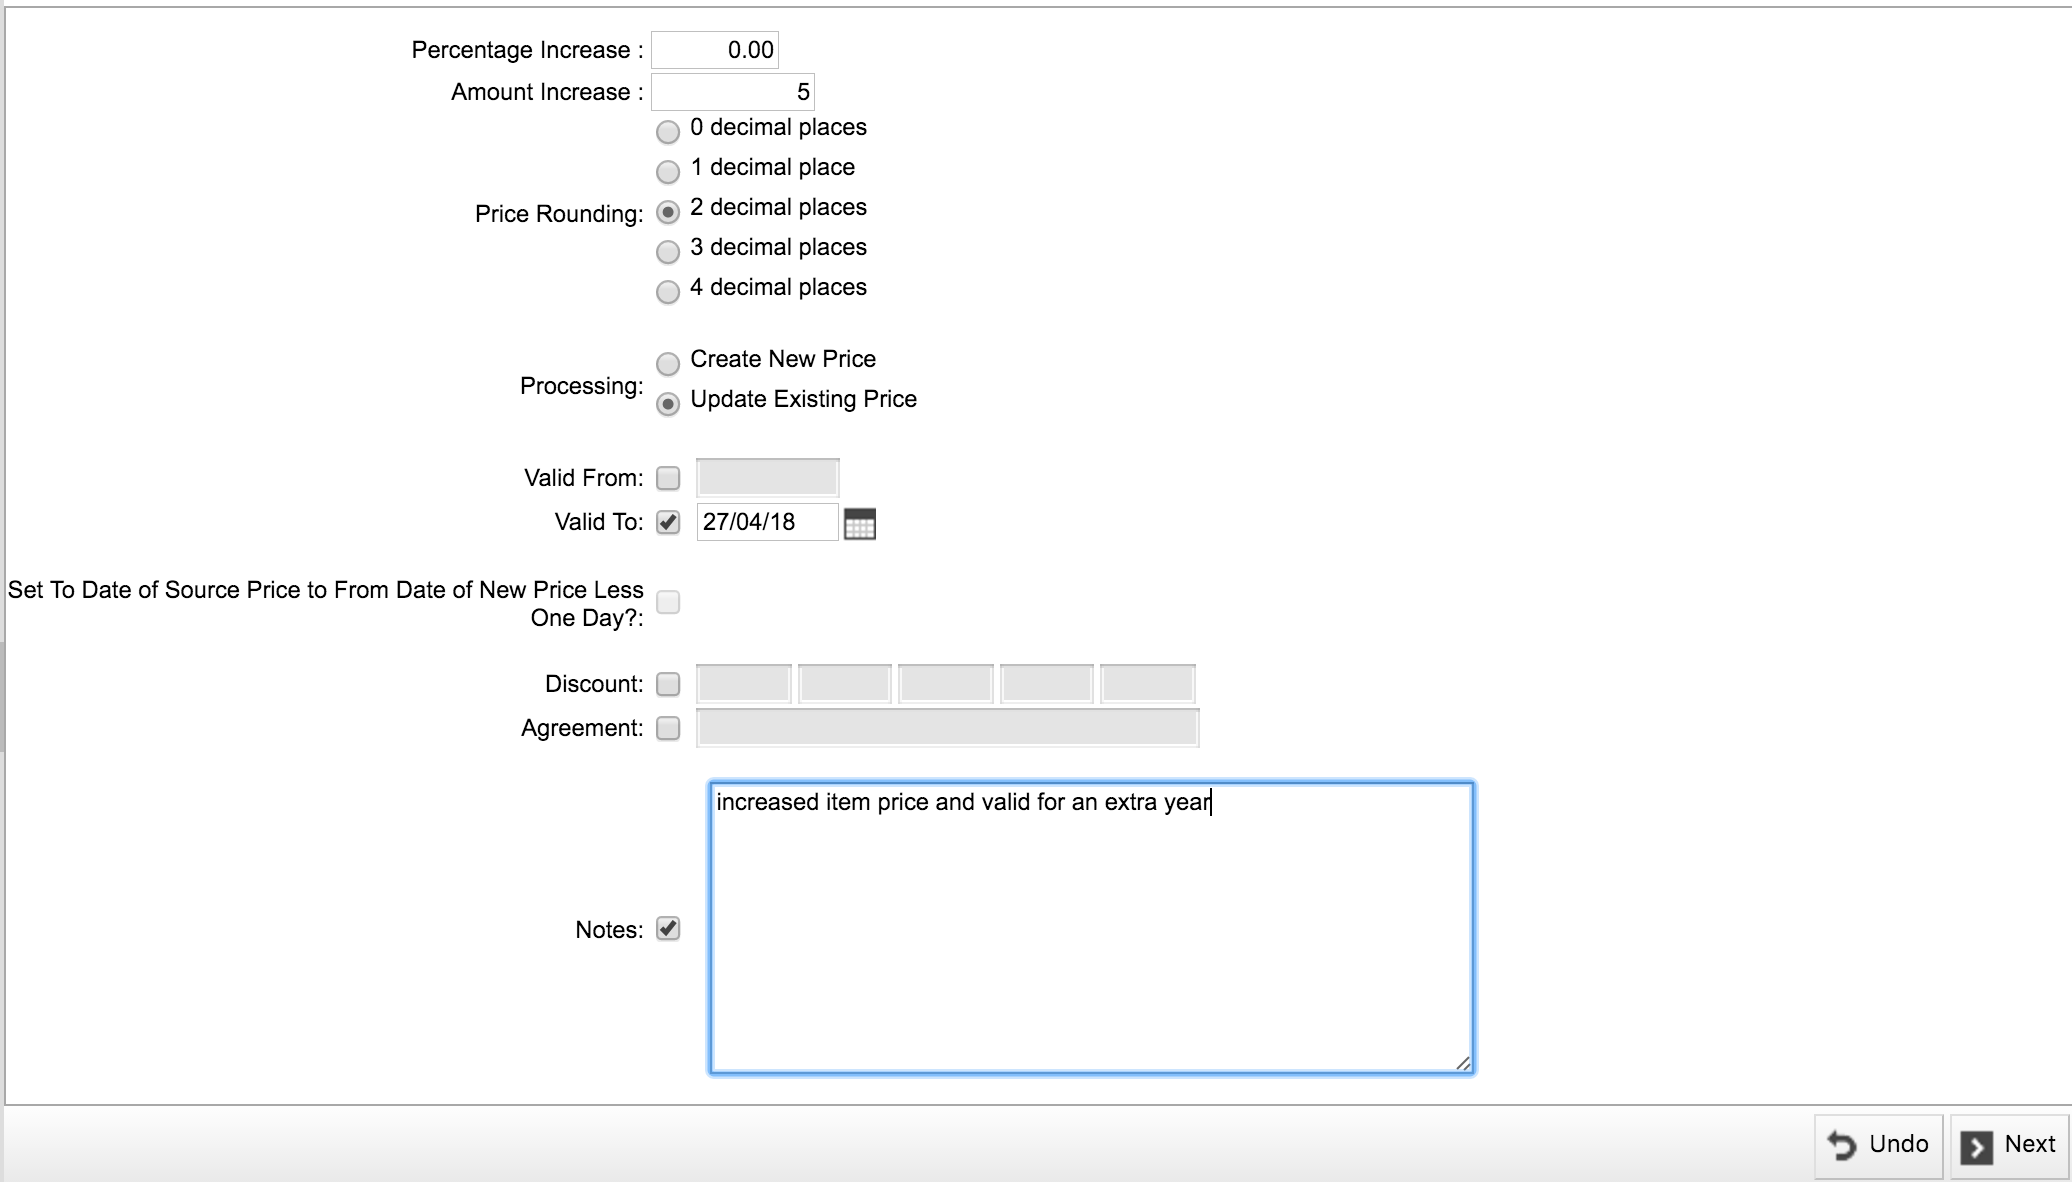 Percentage Increase : 0.00
Amount Increase : 5
0 decimal places
1 decimal place
Price Rounding: 2 decimal places
3 decimal places
4 decimal places
Create New Price
Processing:
Update Existing Price
Valid From:
Valid To: 27/04/18
Set To Date of Source Price to From Date of New Price Less
One Day?:
Discount:
Agreement:
increased item price and valid for an extra year
Notes:
Undo Next